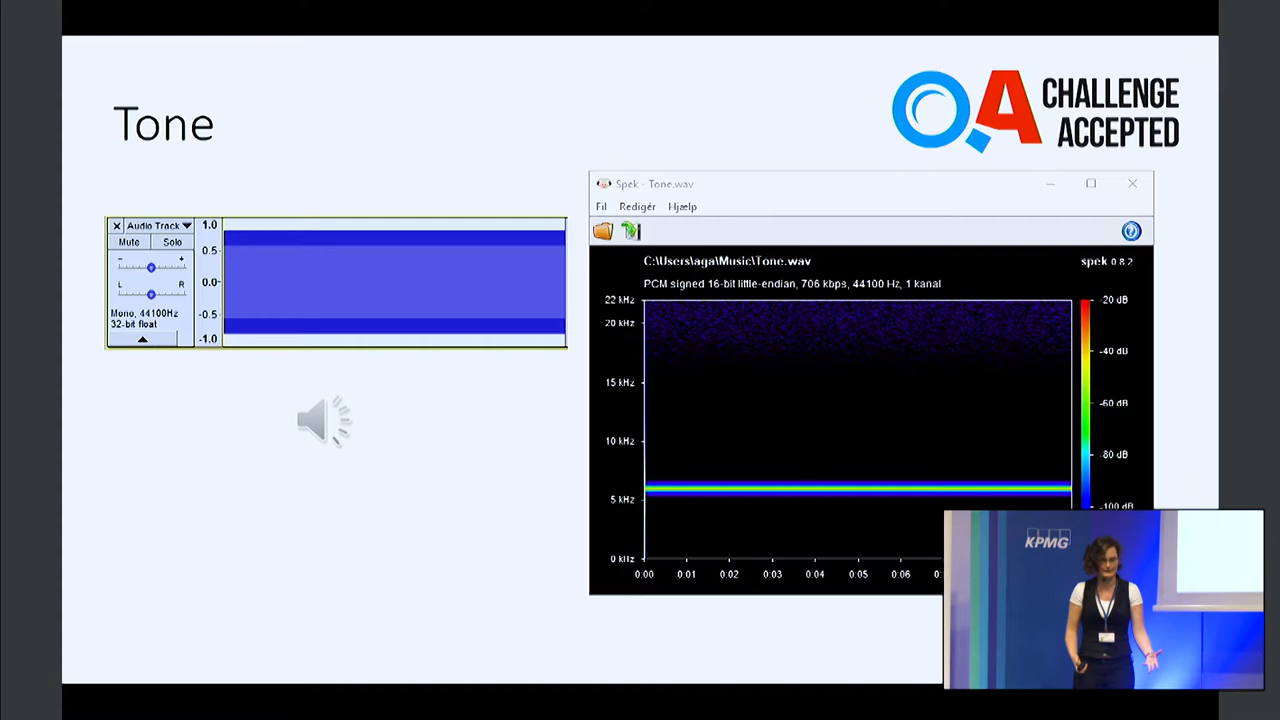 Tone
QA CHALLENGE ACCEPTED
× Audio Track
Mute Solo
- +
L R
Mono, 44100Hz
32-bit float
1.0
0.5
0.0
-0.5
-1.0
Spek - Tone.wav
Fil Redigér Hjælp
C:\Users\aga\Music\Tone.wav
spek 0.8.2
PCM signed 16-bit little-endian, 706 kbps, 44100 Hz, 1 kanal
22 kHz
20 kHz
15 kHz
10 kHz
5 kHz
0 kHz
0:00 0:01 0:02 0:03 0:04 0:05 0:06
-20 dB
-40 dB
-60 dB
-80 dB
-100 dB
KPMG